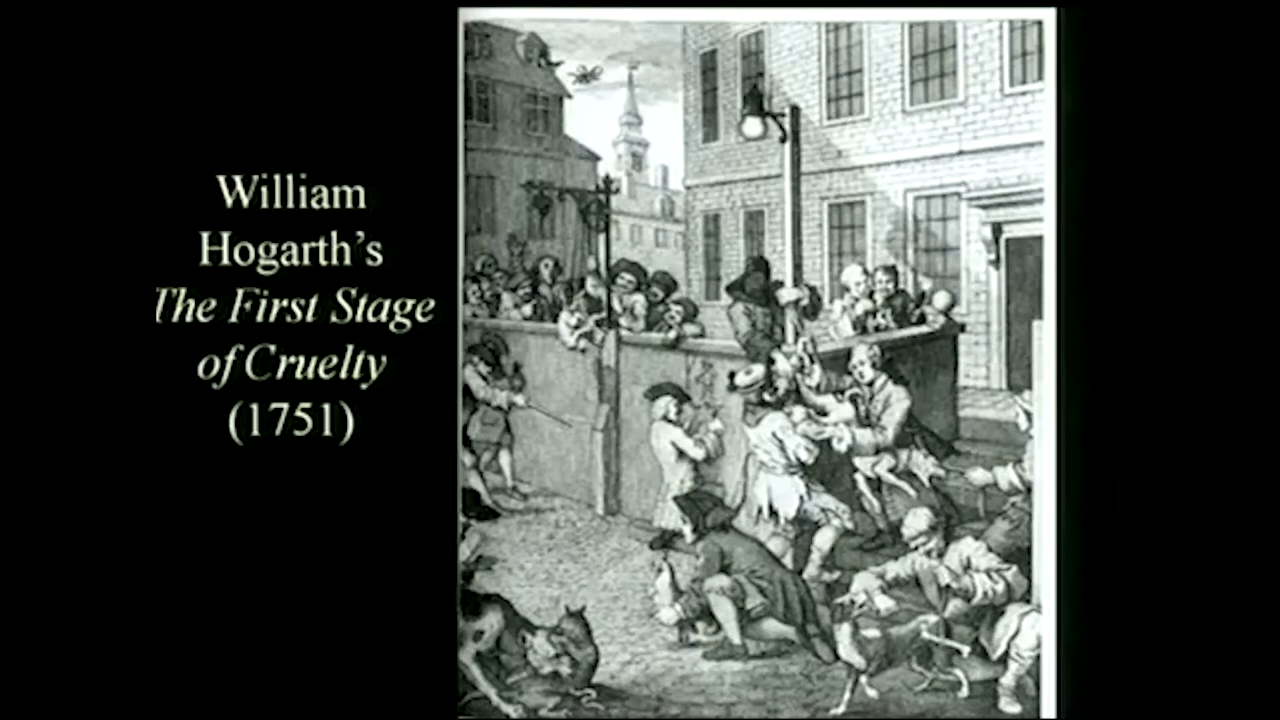 William
Hogarth’s
The First Stage
of Cruelty
(1751)